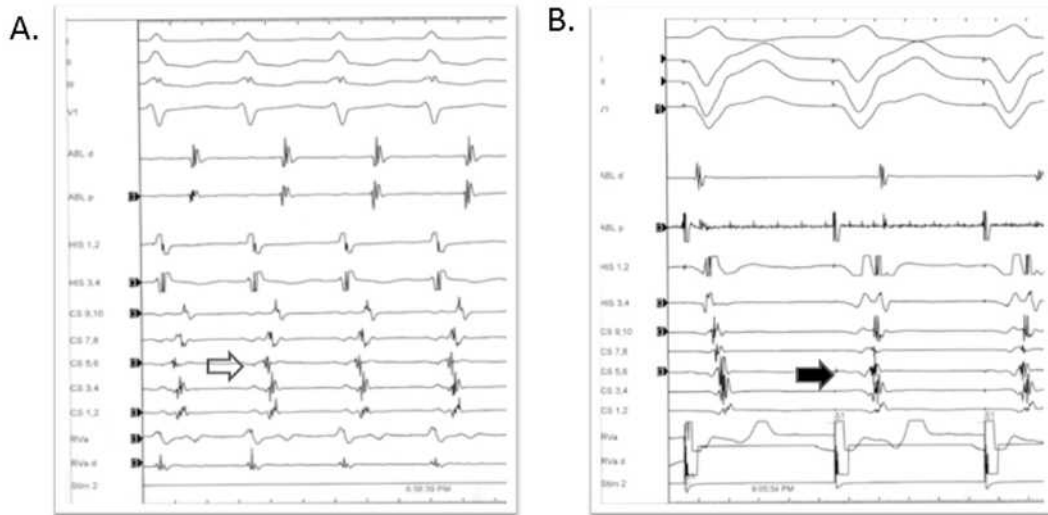 A.
I
II
III
V1
ABL d
ABL p
HIS 1,2
HIS 3,4
CS 9,10
CS 7,8
CS 5,6
CS 3,4
CS 1,2
RVa
RVa d
Stim 2
B.
I
II
V1
ABL d
ABL p
HIS 1,2
HIS 3,4
CS 9,10
CS 7,8
CS 5,6
CS 3,4
CS 1,2
RVa
RVa d
Stim 2
S1
S1